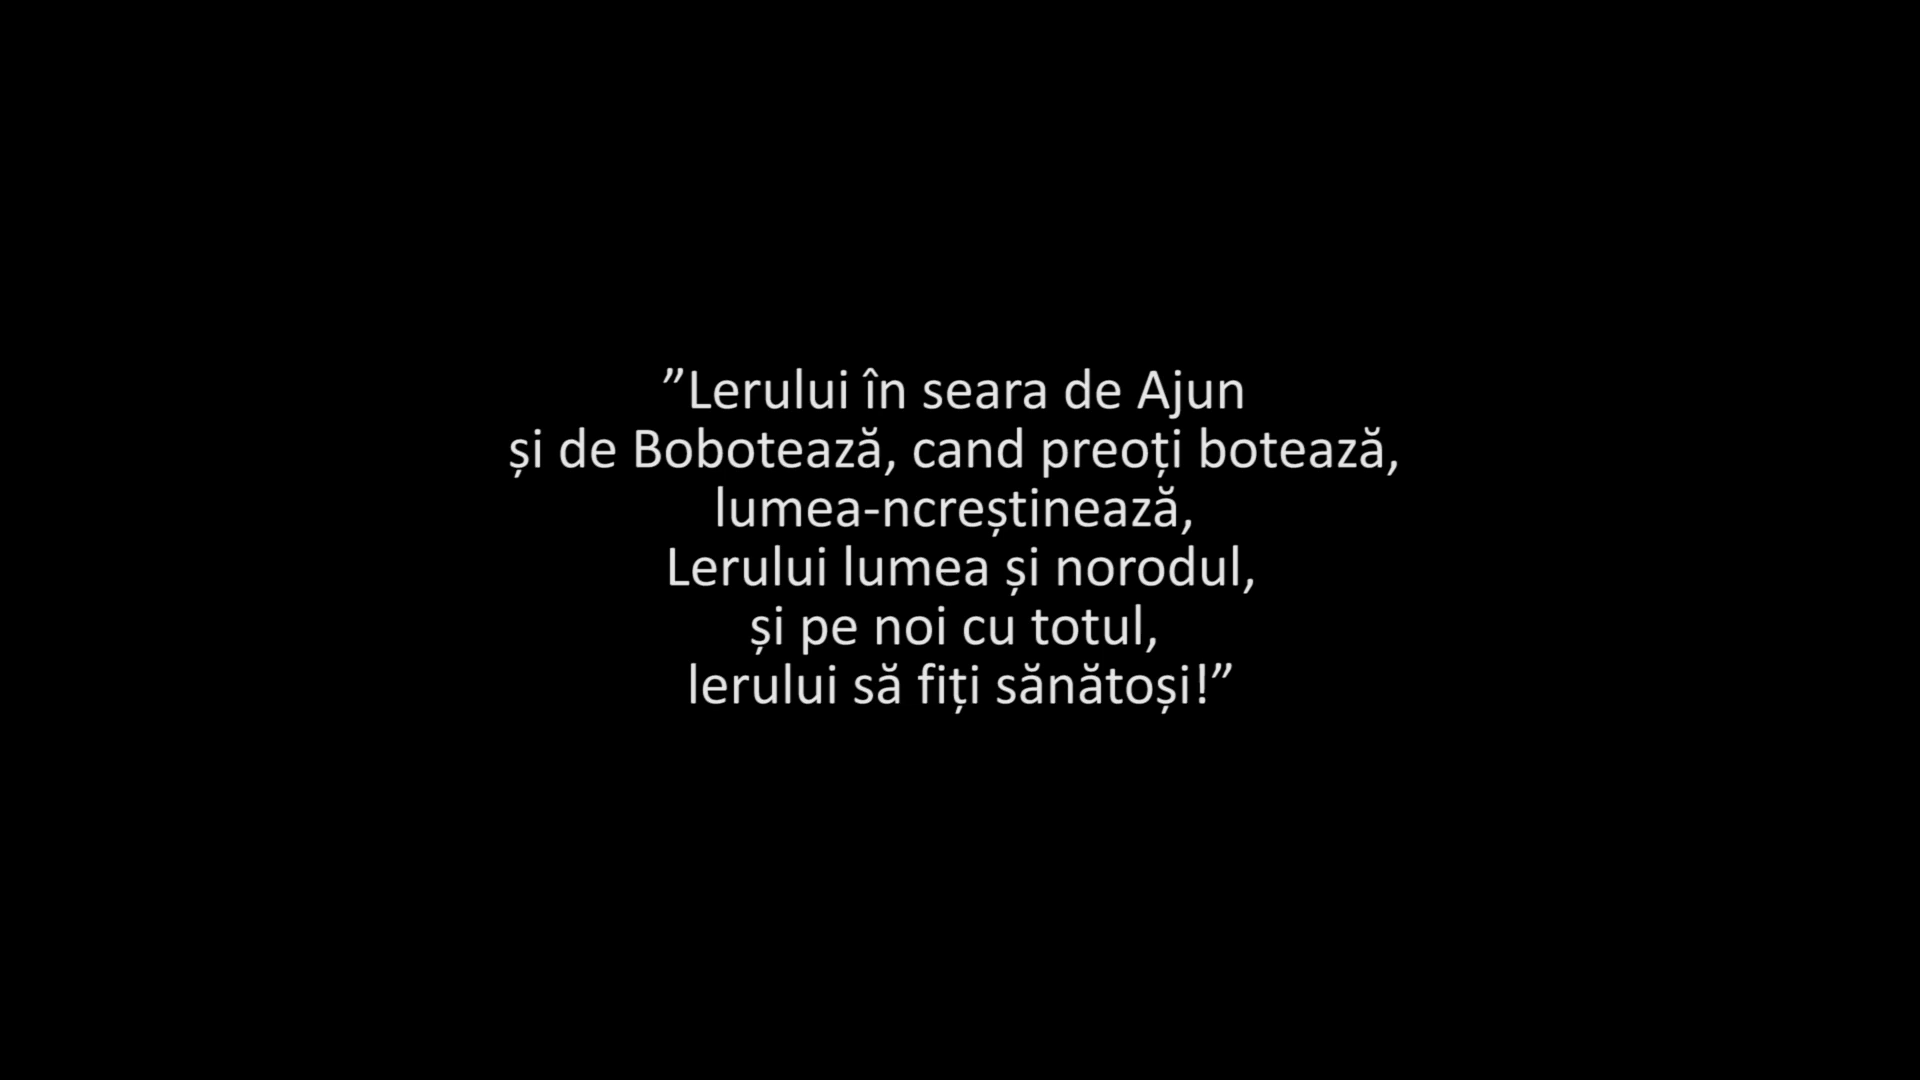 ”Lerului în seara de Ajun
și de Bobotează, cand preoți botează,
lumea-ncreștinează,
Lerului lumea și norodul,
și pe noi cu totul,
lerului să fiți sănătoși!”